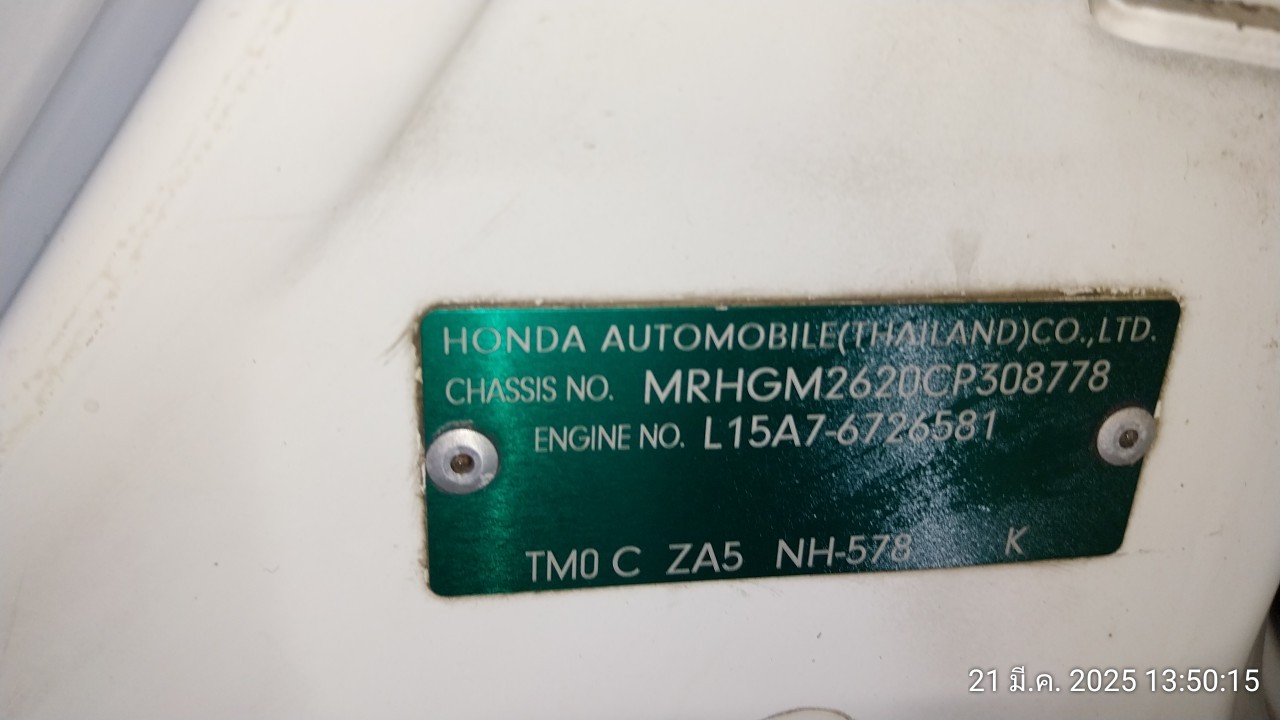 HONDA AUTOMOBILE(THAILAND)CO.,LTD.
CHASSIS NO. MRHGM2620CP308778
ENGINE NO. L15A7-6726581
TM0 C ZA5 NH-578 K
21 มี.ค. 2025 13:50:15